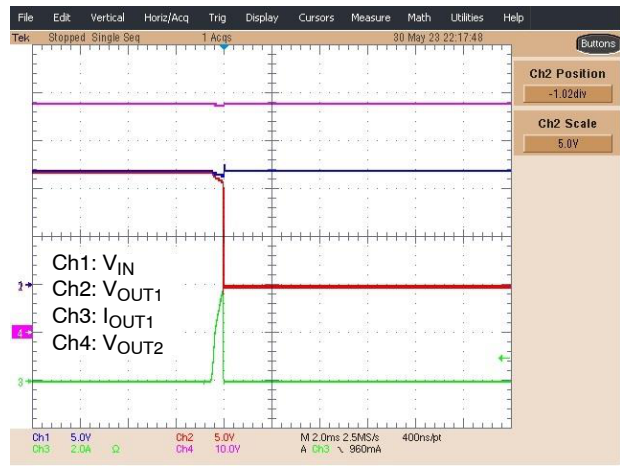 File Edit Vertical Horiz/Acq Trig Display Cursors Measure Math Utilities Help
Tek Stopped Single Seq 1 Acqs 30 May 23 22:17:48
Buttons
Ch2 Position
-1.02div
Ch2 Scale
5.0V
Ch1: VIN
Ch2: VOUT1
Ch3: IOUT1
Ch4: VOUT2
4
3
Ch1 5.0V Ch2 5.0V M 2.0ms 2.5MS/s 400ns/pt
Ch3 2.0A Ω Ch4 10.0V A Ch3 ∖ 960mA